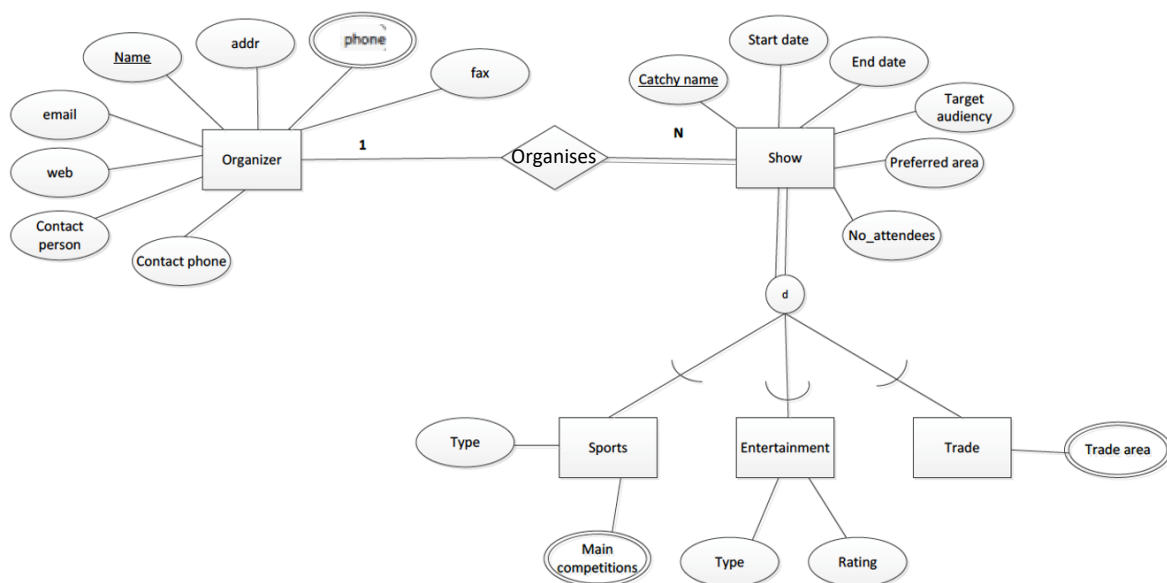 phone
Start date
addr
Name
End date
fax
Catchy name
Target
audiency
email
1
N
Organizer
Organises
Show
Preferred area
web
Contact
person
No_attendees
Contact phone
d
Type
Sports
Entertainment
Trade
Trade area
Main
competitions
Type
Rating